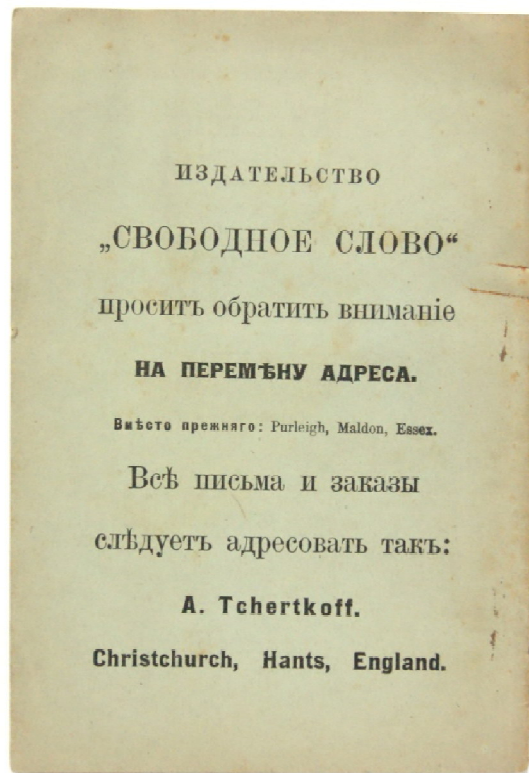 ИЗДАТЕЛЬСТВО
„СВОБОДНОЕ СЛОВО“
проситъ обратить вниманіе
НА ПЕРЕМѢНУ АДРЕСА.
Вмѣсто прежняго: Purleigh, Maldon, Essex.
Всѣ письма и заказы
слѣдуетъ адресовать такъ:
A. Tchertkoff.
Christchurch, Hants, England.